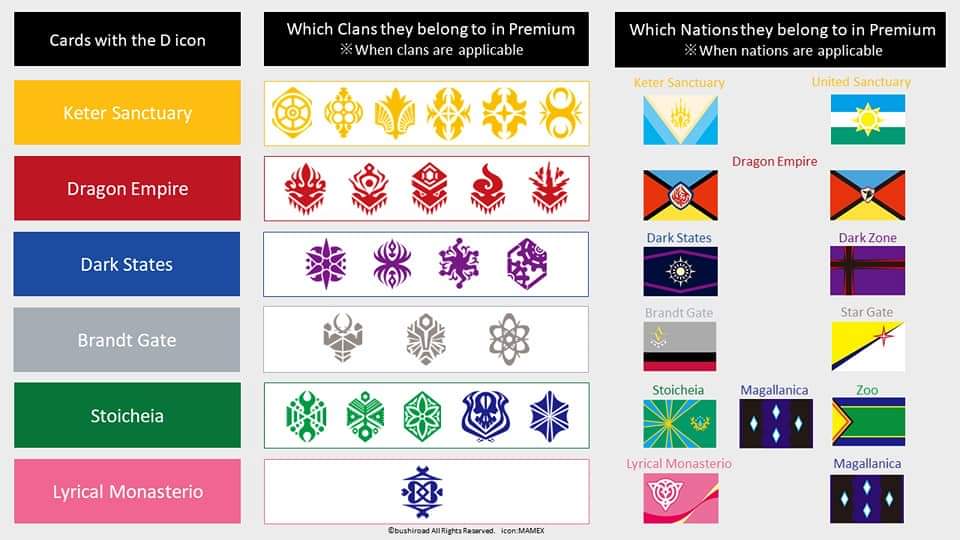 Cards with the D icon
Which Clans they belong to in Premium
※When clans are applicable
Which Nations they belong to in Premium
※When nations are applicable
Keter Sanctuary
Keter Sanctuary
United Sanctuary
Dragon Empire
Dragon Empire
Dark States
Dark States
Dark Zone
Brandt Gate
Brandt Gate
Star Gate
Stoicheia
Stoicheia
Magallanica
Zoo
Lyrical Monasterio
Lyrical Monasterio
Magallanica
©bushiroad All Rights Reserved. icon:MAMEX